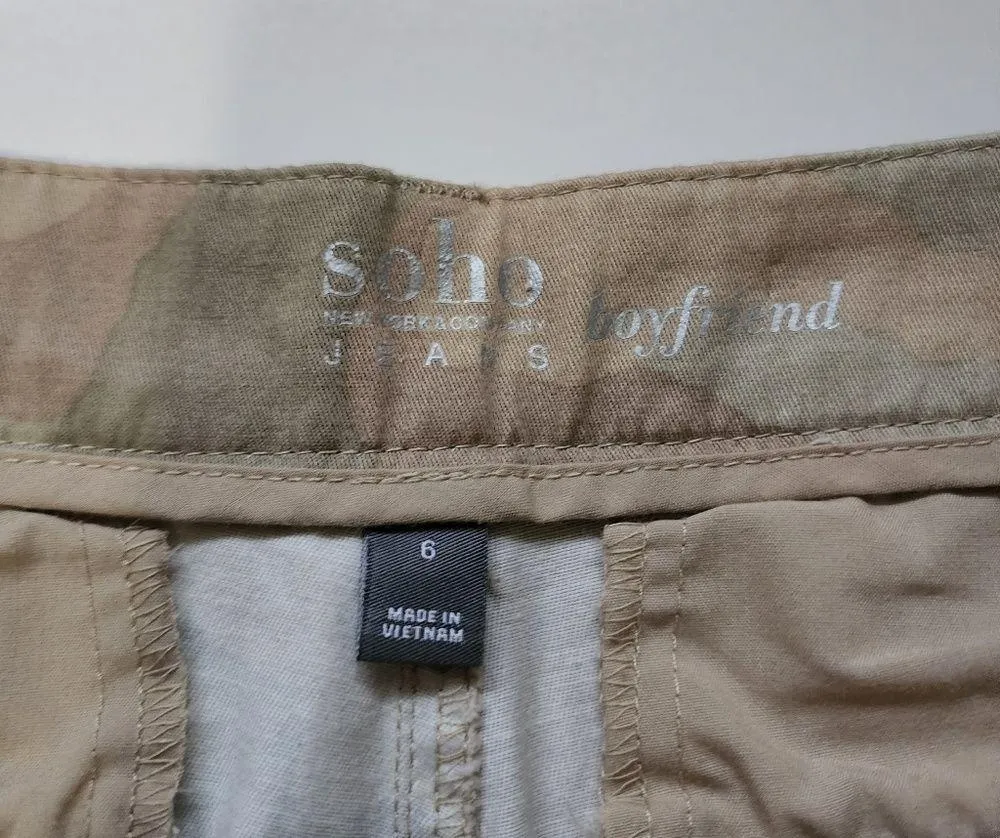 soho
NEW YORK & COMPANY
JEANS
boyfriend
6
MADE IN
VIETNAM